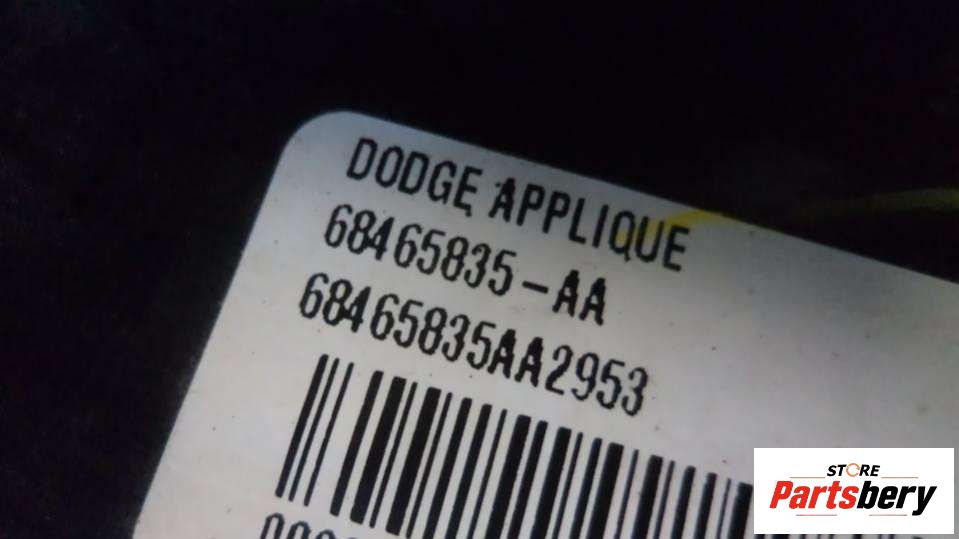 DODGE APPLIQUE
68465835-AA
68465835AA2953
STORE
Partsbery